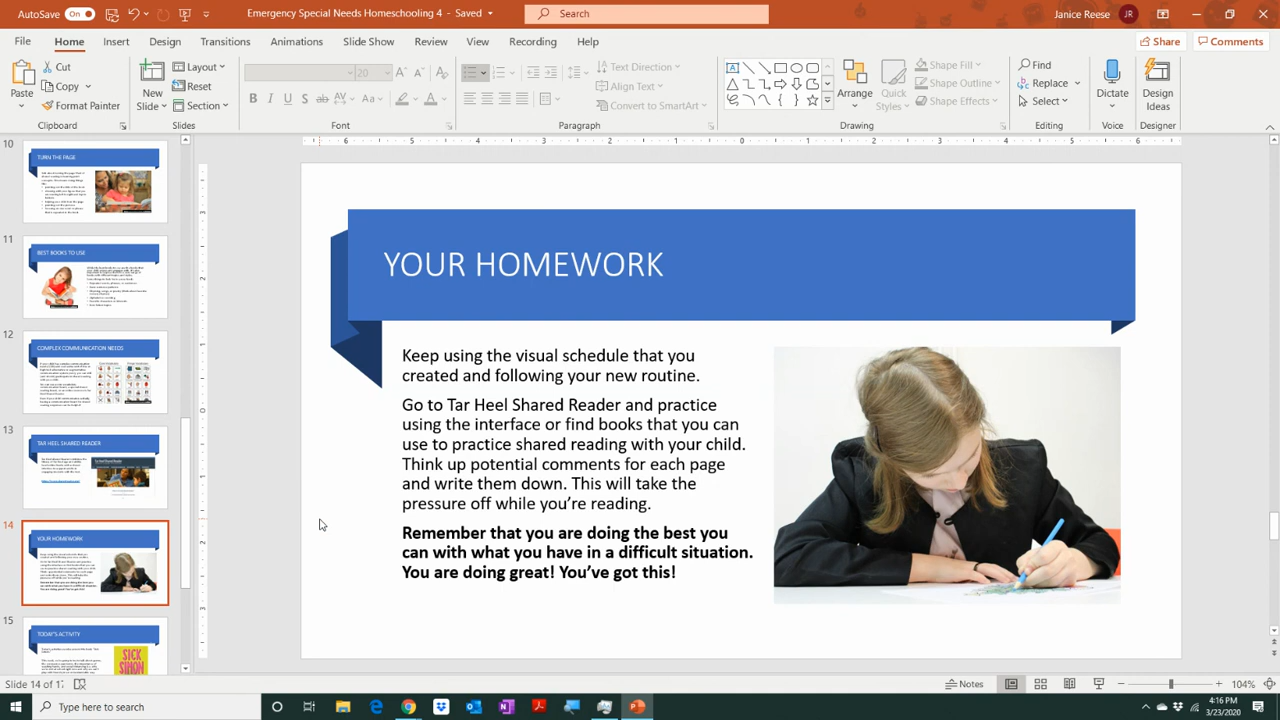 AutoSave On
Emergency Special Needs Homeschooling 4 - Saved
Search
Janice Reese JR
File Home Insert Design Transitions Animations Slide Show Review View Recording Help Share Comments
Paste
Cut
Copy
Format Painter
Clipboard
New Slide
Layout
Reset
Section
Slides
20
Font
Text Direction
Align Text
Convert to SmartArt
Paragraph
Arrange
Quick Styles
Shape Fill
Shape Outline
Shape Effects
Drawing
Find
Replace
Select
Editing
Dictate
Voice
Design Ideas
Designer
10
TURN THE PAGE
11
BEST BOOKS TO USE
12
COMPLEX COMMUNICATION NEEDS
13
TAR HEEL SHARED READER
14
YOUR HOMEWORK
15
TODAY'S ACTIVITY
SICK
SIMON
YOUR HOMEWORK
Keep using the visual schedule that you
created and following your new routine.
Go to Tar Heel Shared Reader and practice
using the interface or find books that you can
use to practice shared reading with your child.
Think up potential comments for each page
and write them down. This will take the
pressure off while you're reading.
Remember that you are doing the best you
can with what you have in a difficult situation.
You are doing great! You've got this!
Slide 14 of 1
Notes
104%
Type here to search
4:16 PM
3/23/2020